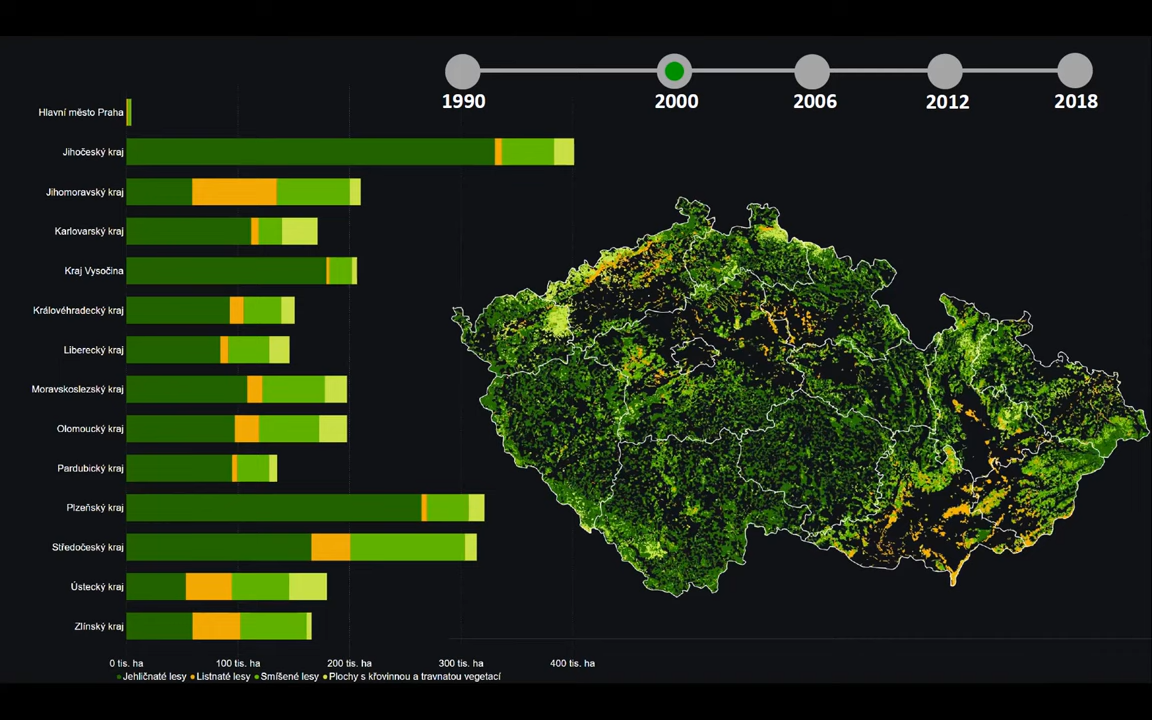 1990 2000 2006 2012 2018
Hlavní město Praha
Jihočeský kraj
Jihomoravský kraj
Karlovarský kraj
Kraj Vysočina
Královéhradecký kraj
Liberecký kraj
Moravskoslezský kraj
Olomoucký kraj
Pardubický kraj
Plzeňský kraj
Středočeský kraj
Ústecký kraj
Zlínský kraj
0 tis. ha 100 tis. ha 200 tis. ha 300 tis. ha 400 tis. ha
Jehličnaté lesy Listnaté lesy Smíšené lesy Plochy s křovinnou a travnatou vegetací